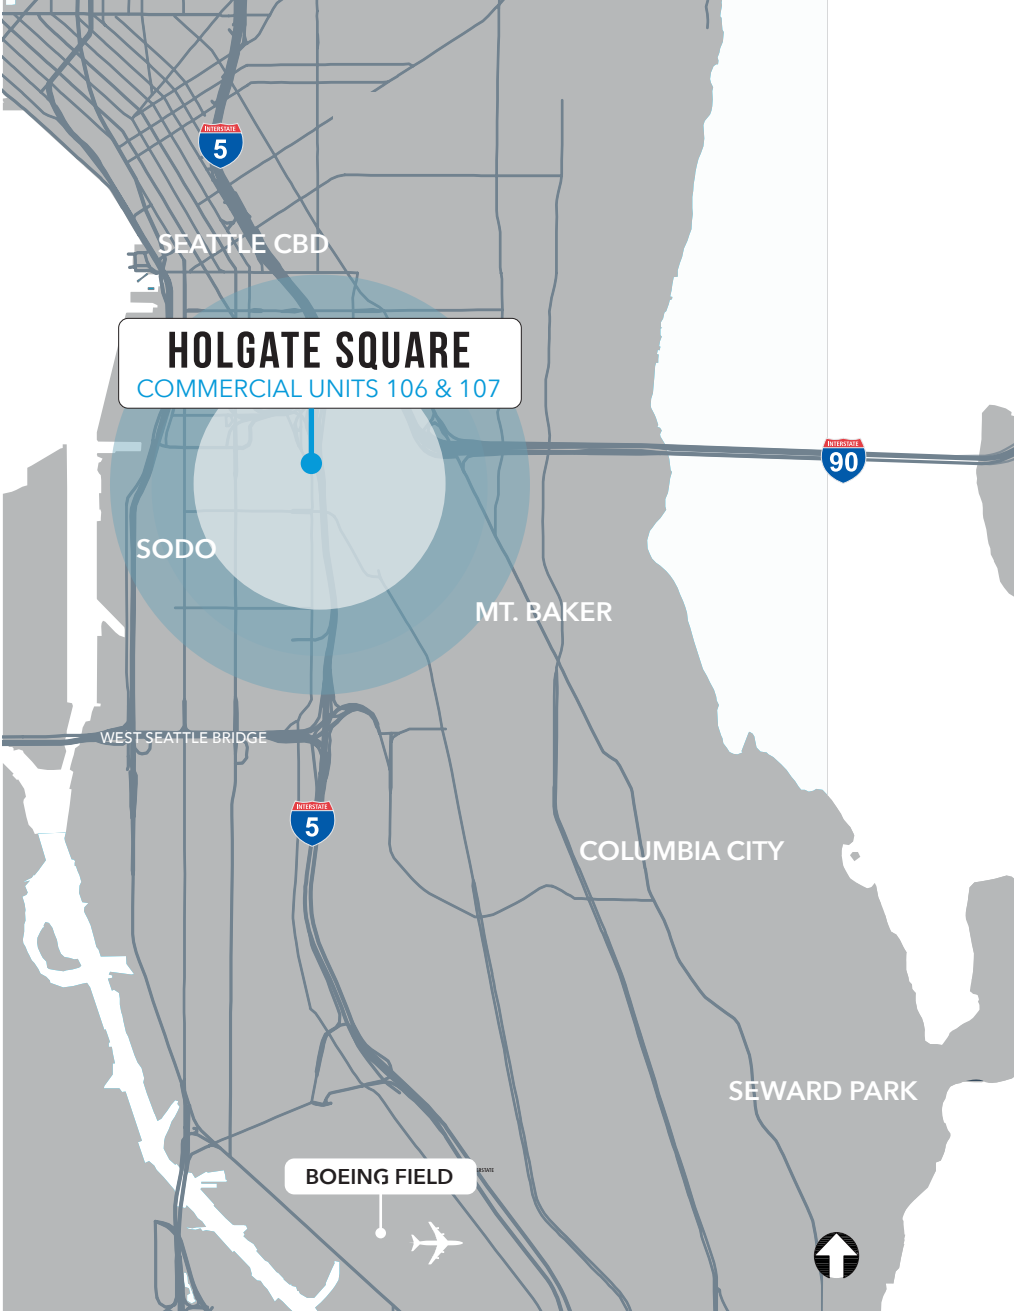 INTERSTATE
5
SEATTLE CBD
HOLGATE SQUARE
COMMERCIAL UNITS 106 & 107
INTERSTATE
90
SODO
MT. BAKER
WEST SEATTLE BRIDGE
INTERSTATE
5
COLUMBIA CITY
SEWARD PARK
BOEING FIELD